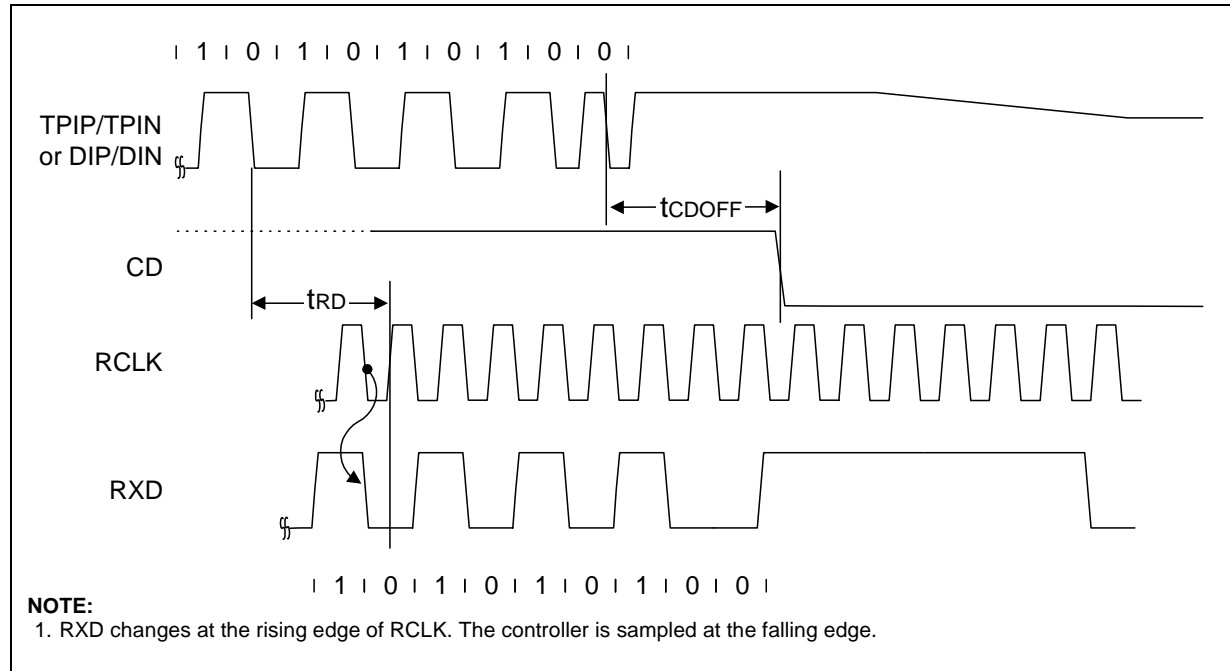 1 0 1 0 1 0 1 0 0
TPIP/TPIN
or DIP/DIN
tCDOFF
CD
tRD
RCLK
RXD
1 0 1 0 1 0 1 0 0
NOTE:
1. RXD changes at the rising edge of RCLK. The controller is sampled at the falling edge.